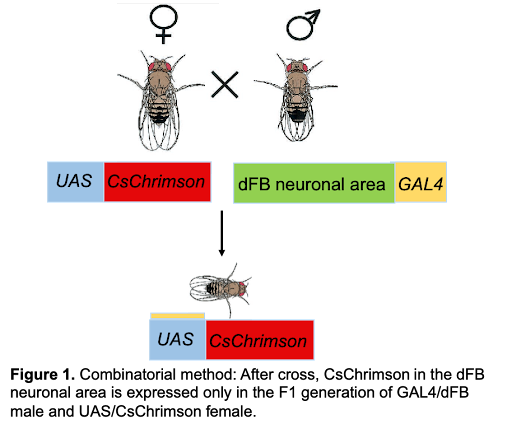 ♀ ♂
×
UAS CsChrimson dFB neuronal area GAL4
UAS CsChrimson
Figure 1. Combinatorial method: After cross, CsChrimson in the dFB
neuronal area is expressed only in the F1 generation of GAL4/dFB
male and UAS/CsChrimson female.